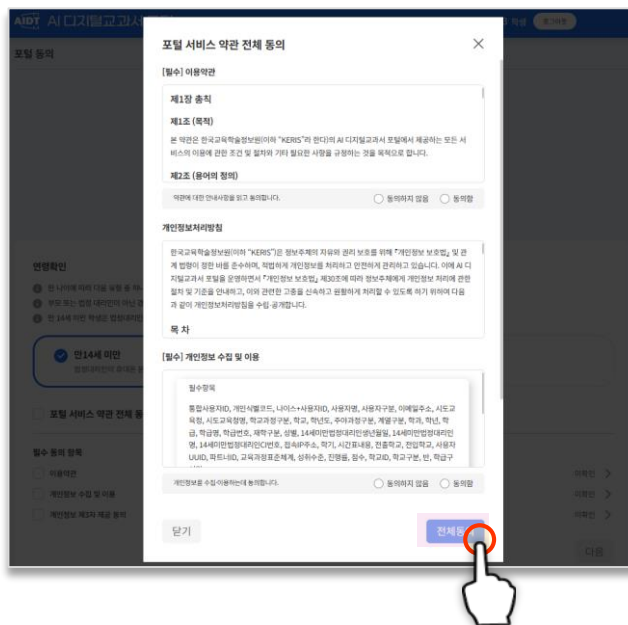 AIDT AI 디지털교과서
포털 동의
포털 서비스 약관 전체 동의
[필수] 이용약관
제1장 총칙
제1조 (목적)
본 약관은 한국교육학술정보원(이하 "KERIS"라 한다)의 AI 디지털교과서 포털에서 제공하는 모든 서
비스의 이용에 관한 조건 및 절차와 기타 필요한 사항을 규정하는 것을 목적으로 합니다.
제2조 (용어의 정의)
약관에 대한 안내사항을 읽고 동의합니다.
동의하지 않음
동의함
개인정보처리방침
한국교육학술정보원(이하 "KERIS")은 정보주체의 자유와 권리 보호를 위해 「개인정보 보호법」 및 관
계 법령이 정한 바를 준수하며, 적법하게 개인정보를 처리하고 안전하게 관리하고 있습니다. 이에 AI 디
지털교과서 포털을 운영하면서 「개인정보 보호법」 제30조에 따라 정보주체에게 개인정보 처리에 관한
절차 및 기준을 안내하고, 이와 관련한 고충을 신속하고 원활하게 처리할 수 있도록 하기 위하여 다음
과 같이 개인정보처리방침을 수립·공개합니다.
목 차
[필수] 개인정보 수집 및 이용
필수항목
통합사용자ID, 개인식별코드, 나이스+사용자ID, 사용자명, 사용자구분, 이메일주소, 시도교
육청, 시도교육청명, 학교과정구분, 학교, 학년도, 주야과정구분, 계열구분, 학과, 학년, 학
급, 학급명, 학급번호, 재학구분, 성별, 14세미만법정대리인생년월일, 14세미만법정대리인
명, 14세미만법정대리인CI번호, 접속IP주소, 학기, 시간표내용, 전출학교, 전입학교, 사용자
UUID, 파트너ID, 교육과정표준체계, 성취수준, 진행률, 점수, 학교ID, 학교구분, 반, 학급구
개인정보를 수집·이용하는데 동의합니다.
동의하지 않음
동의함
닫기
전체동
연령확인
만14세 미만
포털 서비스 약관 전체 동
필수 동의 항목
이용약관
개인정보 수집 및 이용
개인정보 제3자 제공 동의
미확인
미확인
미확인
다음